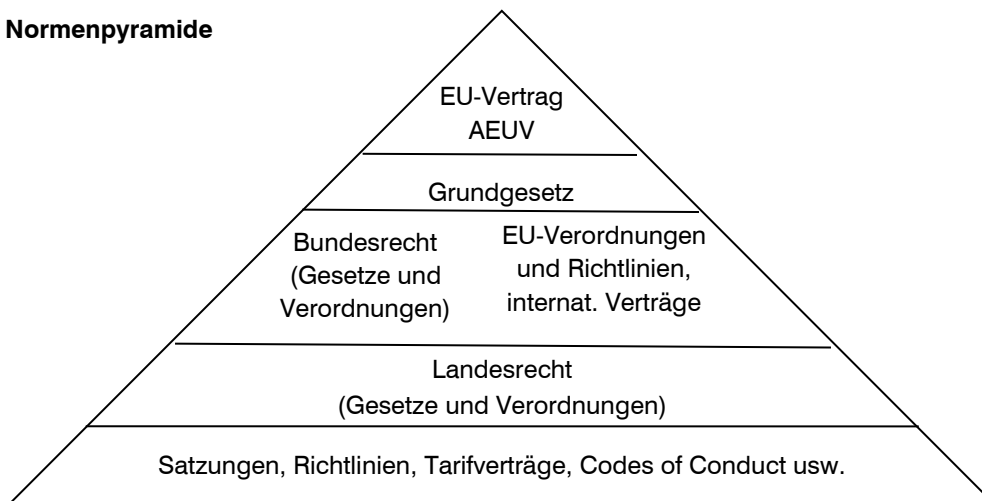 Normenpyramide
EU-Vertrag
AEUV
Grundgesetz
Bundesrecht
(Gesetze und
Verordnungen)
EU-Verordnungen
und Richtlinien,
internat. Verträge
Landesrecht
(Gesetze und Verordnungen)
Satzungen, Richtlinien, Tarifverträge, Codes of Conduct usw.